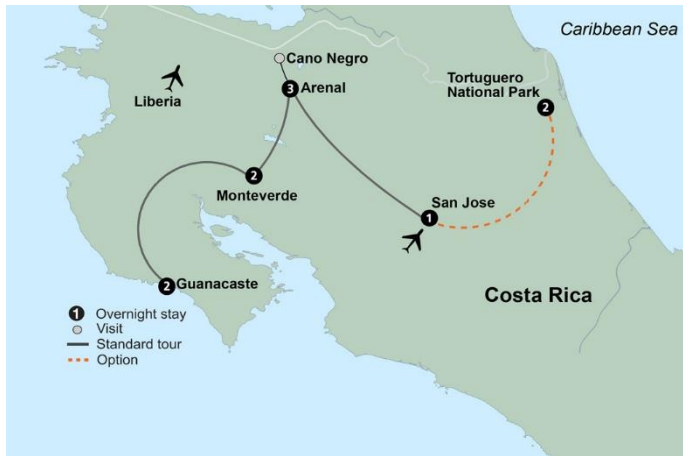 Caribbean Sea
Cano Negro
3 Arenal
Tortuguero
National Park
2
Liberia
2
Monteverde
San Jose
1
2 Guanacaste
Costa Rica
1 Overnight stay
Visit
Standard tour
Option